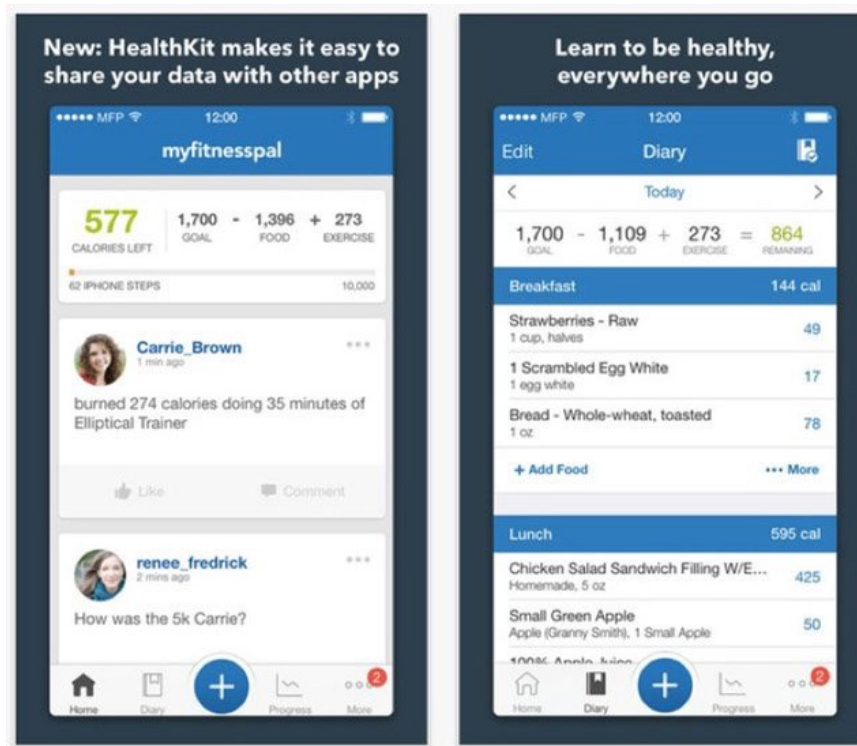 New: HealthKit makes it easy to
share your data with other apps
MFP 12:00
myfitnesspal
577 1,700 - 1,396 + 273
CALORIES LEFT GOAL FOOD EXERCISE
62 IPHONE STEPS 10,000
Carrie_Brown
1 min ago
burned 274 calories doing 35 minutes of
Elliptical Trainer
Like Comment
renee_fredrick
2 mins ago
How was the 5k Carrie?
2
Home Diary + Progress More
Learn to be healthy,
everywhere you go
MFP 12:00
Edit Diary
< Today >
1,700 - 1,109 + 273 = 864
GOAL FOOD EXERCISE REMAINING
Breakfast 144 cal
Strawberries - Raw 49
1 cup, halves
1 Scrambled Egg White 17
1 egg white
Bread - Whole-wheat, toasted 78
1 oz
+ Add Food ••• More
Lunch 595 cal
Chicken Salad Sandwich Filling W/E... 425
Homemade, 5 oz
Small Green Apple 50
Apple (Granny Smith), 1 Small Apple
100% Apple Juice
2
Home Diary + Progress More